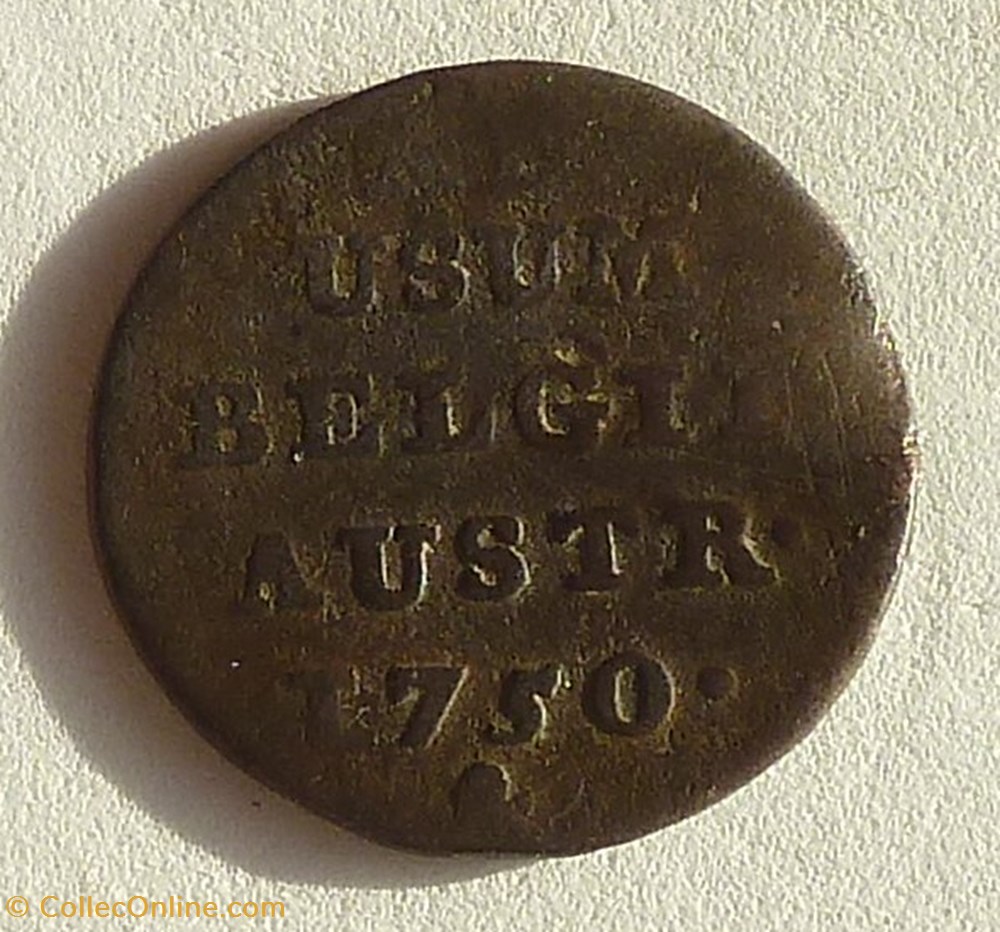 USUM
BELGII
AUSTR·
1750·
© CollecOnline.com